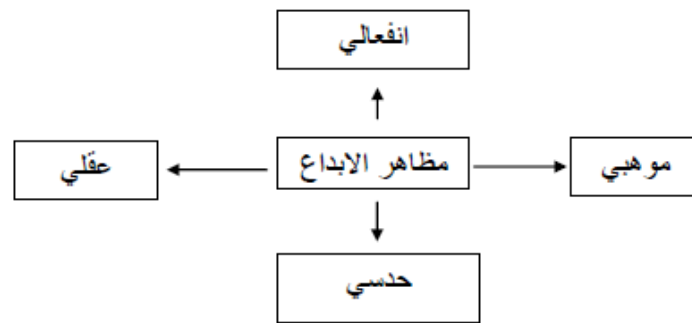 انفعالي
موهبي
مظاهر الابداع
عقلي
حدسي